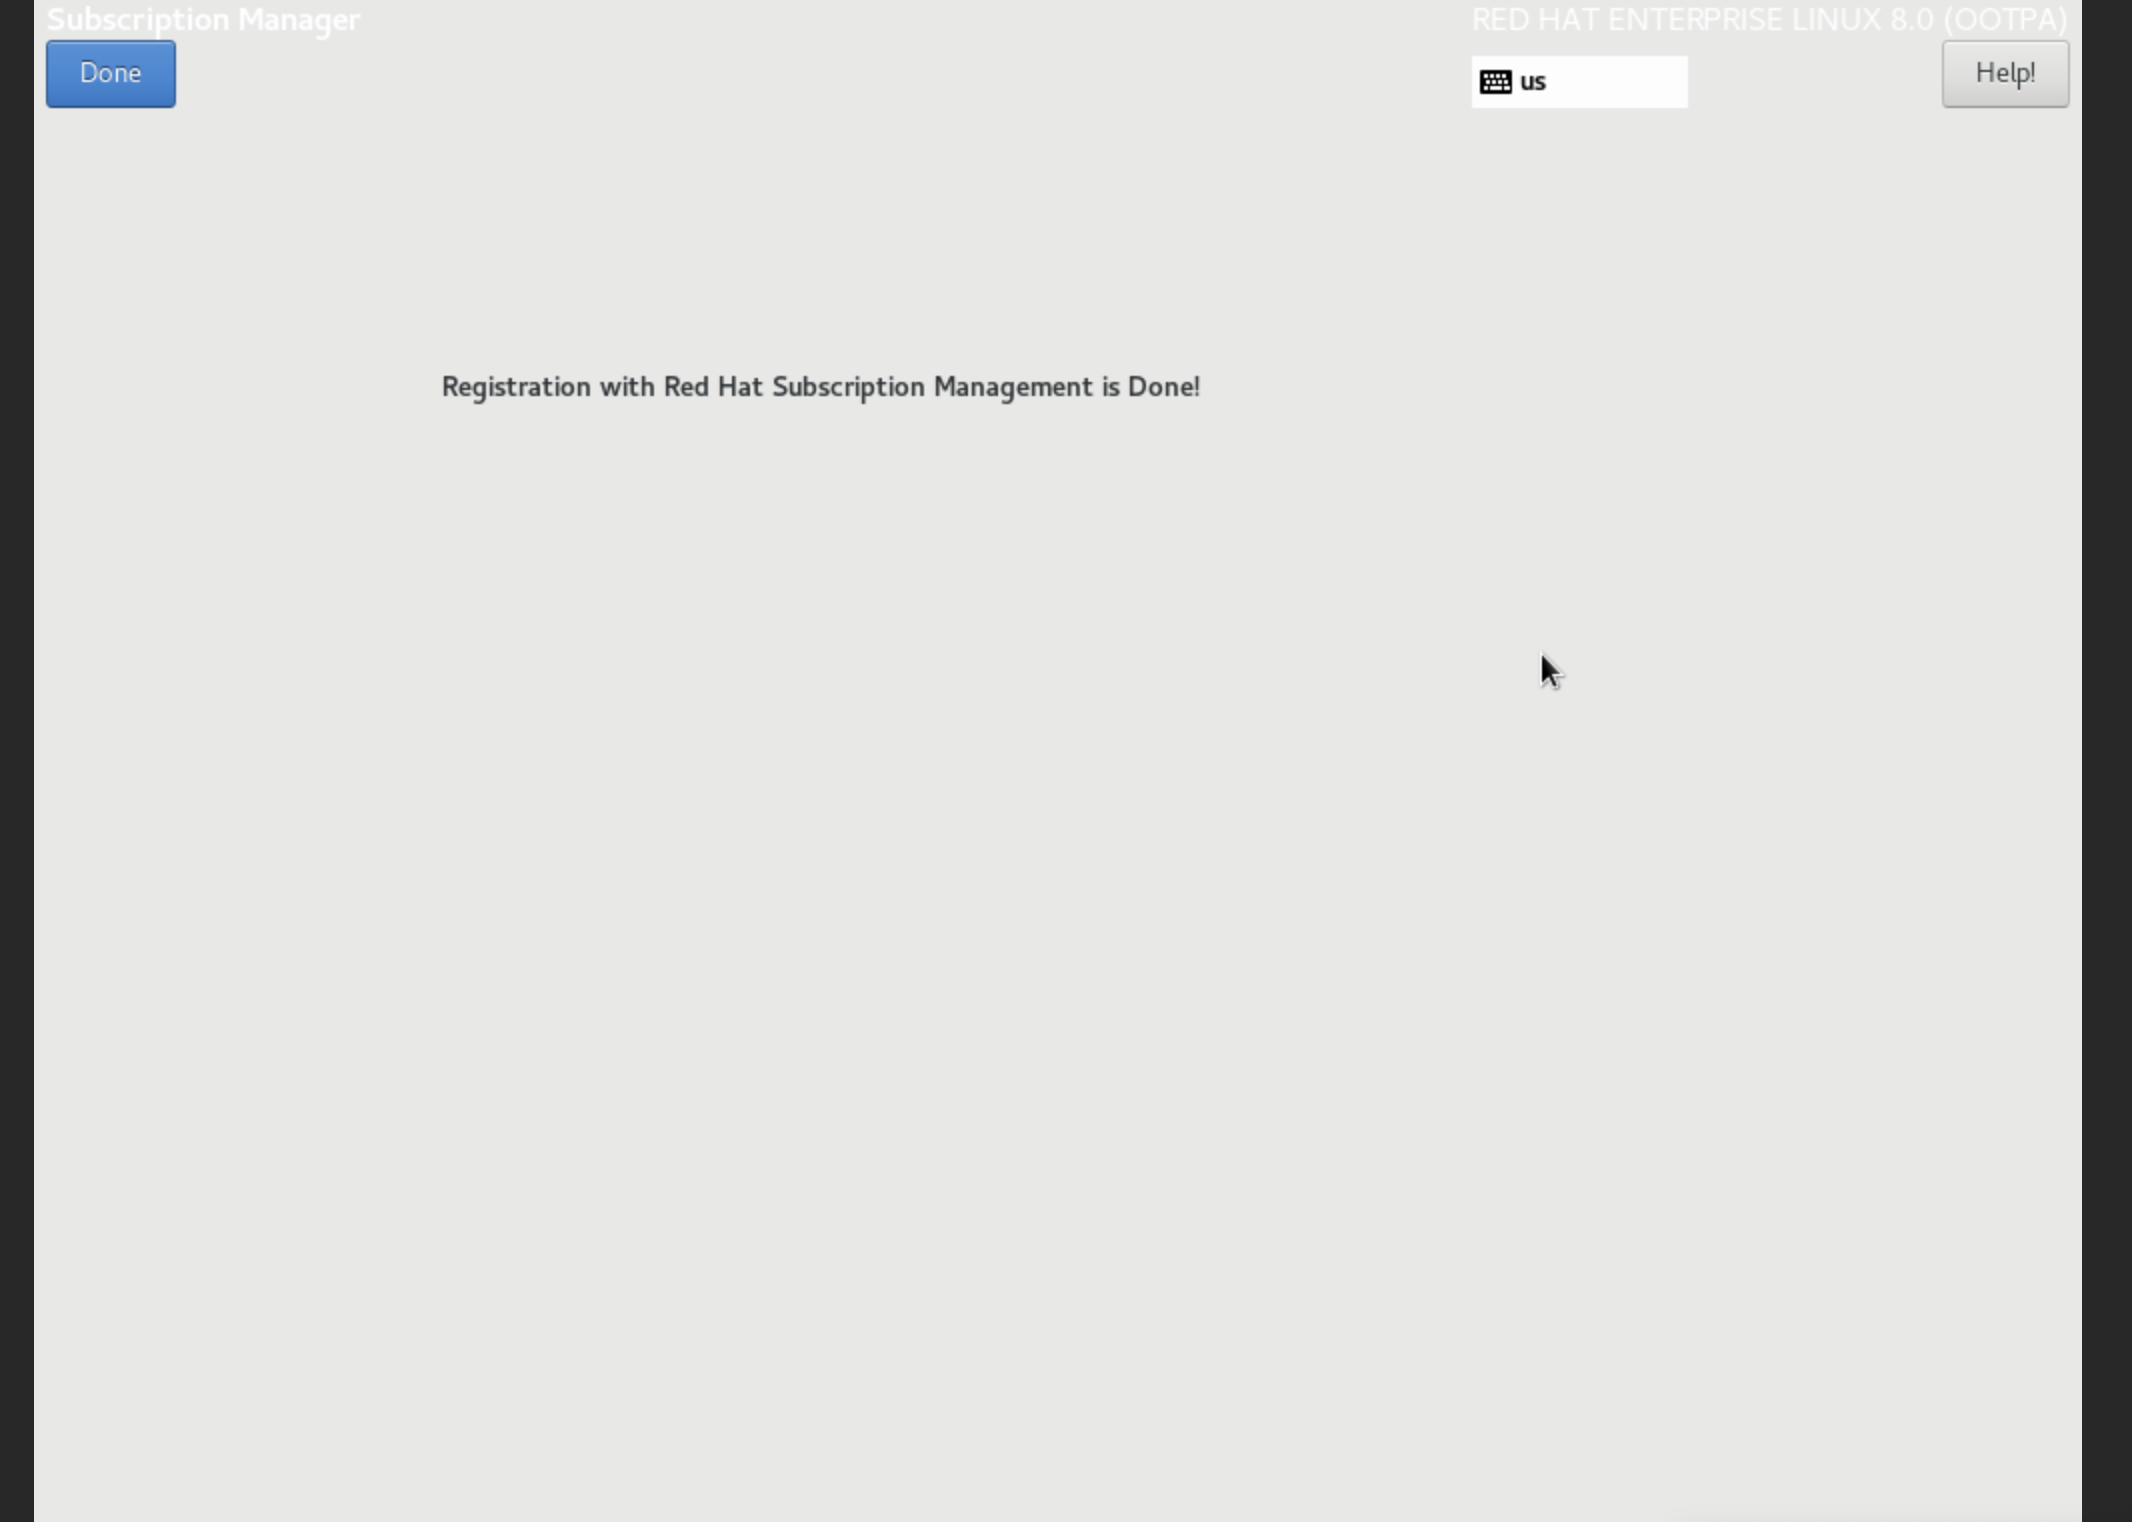 Subscription Manager
RED HAT ENTERPRISE LINUX 8.0 (OOTPA)
Done
us
Help!
Registration with Red Hat Subscription Management is Done!